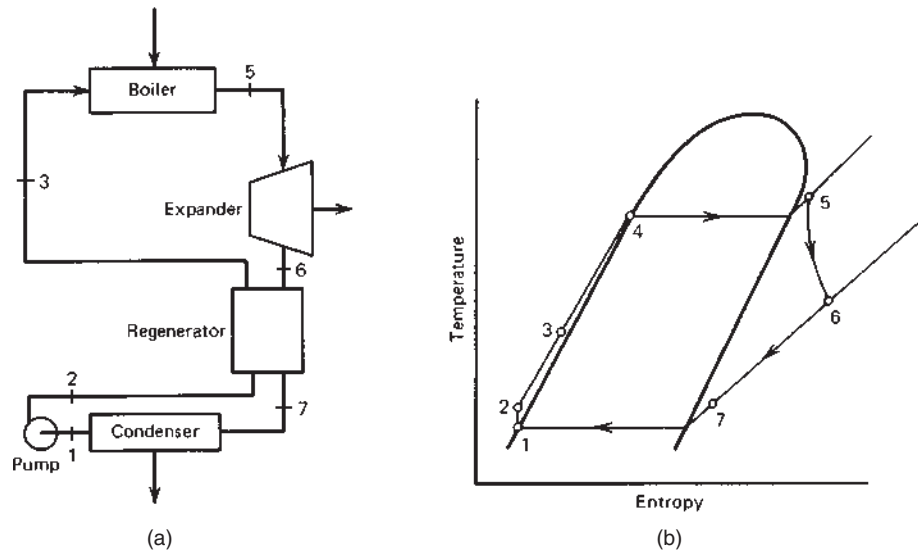 Boiler
5
3
Expander
6
Regenerator
2
7
Condenser
1
Pump
(a)
Temperature
5
4
6
3
2
7
1
Entropy
(b)